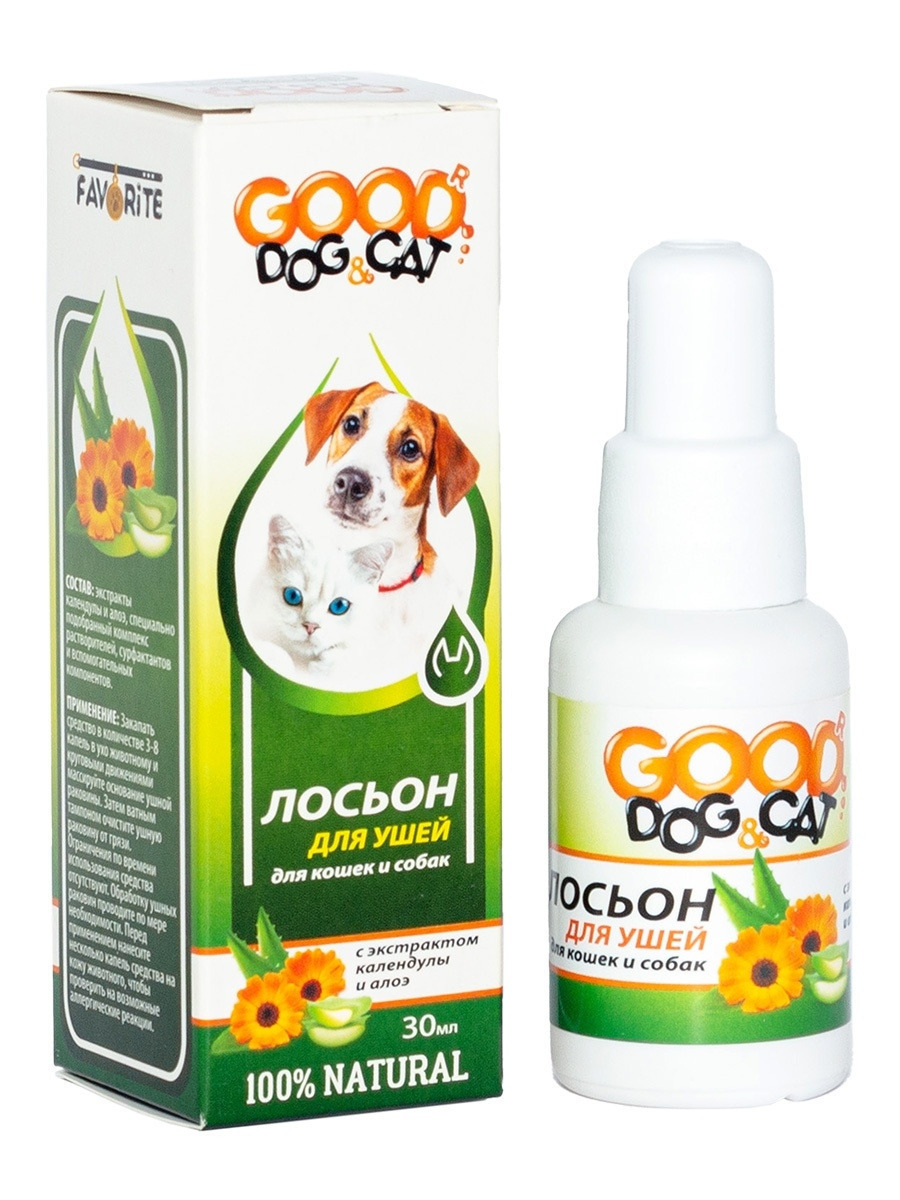 FAVORITE
СОСТАВ: экстракты
календулы и алоэ, специально
подобранный комплекс
растворителей, сурфактантов
и вспомогательных
компонентов.
ПРИМЕНЕНИЕ: Закапать
средство в количестве 3-8
капель в ухо животному и
круговыми движениями
массируйте основание ушной
раковины. Затем ватным
тампоном очистите ушную
раковину от грязи.
Ограничения по времени
использования средства
отсутствуют. Обработку ушных
раковин проводите по мере
необходимости. Перед
применением нанесите
несколько капель средства на
кожу животного, чтобы
проверить на возможные
аллергические реакции.
GOOD R
DOG & CAT
ЛОСЬОН
ДЛЯ УШЕЙ
для кошек и собак
с экстрактом
календулы
и алоэ
30мл
100% NATURAL
GOOD R
DOG & CAT
ЛОСЬОН
ДЛЯ УШЕЙ
для кошек и собак